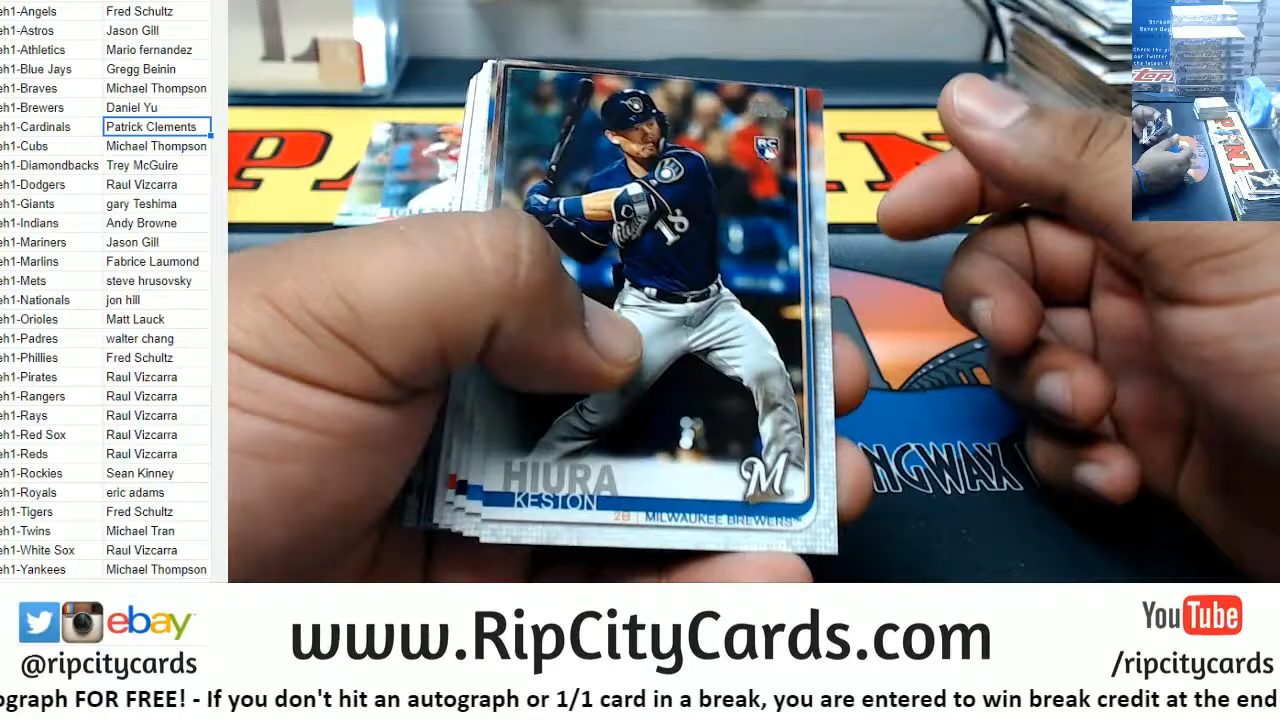 eh1-Angels Fred Schultz
eh1-Astros Jason Gill
eh1-Athletics Mario fernandez
eh1-Blue Jays Gregg Beinin
eh1-Braves Michael Thompson
eh1-Brewers Daniel Yu
eh1-Cardinals Patrick Clements
eh1-Cubs Michael Thompson
eh1-Diamondbacks Trey McGuire
eh1-Dodgers Raul Vizcarra
eh1-Giants gary Teshima
eh1-Indians Andy Browne
eh1-Mariners Jason Gill
eh1-Marlins Fabrice Laumond
eh1-Mets steve hrusovsky
eh1-Nationals jon hill
eh1-Orioles Matt Lauck
eh1-Padres walter chang
eh1-Phillies Fred Schultz
eh1-Pirates Raul Vizcarra
eh1-Rangers Raul Vizcarra
eh1-Rays Raul Vizcarra
eh1-Red Sox Raul Vizcarra
eh1-Reds Raul Vizcarra
eh1-Rockies Sean Kinney
eh1-Royals eric adams
eh1-Tigers Fred Schultz
eh1-Twins Michael Tran
eh1-White Sox Raul Vizcarra
eh1-Yankees Michael Thompson
Topps
RC
18
HIURA
KESTON
M
2B | MILWAUKEE BREWERS™
NGWAX
ebay
@ripcitycards
www.RipCityCards.com
YouTube
/ripcitycards
ograph FOR FREE! - If you don't hit an autograph or 1/1 card in a break, you are entered to win break credit at the end